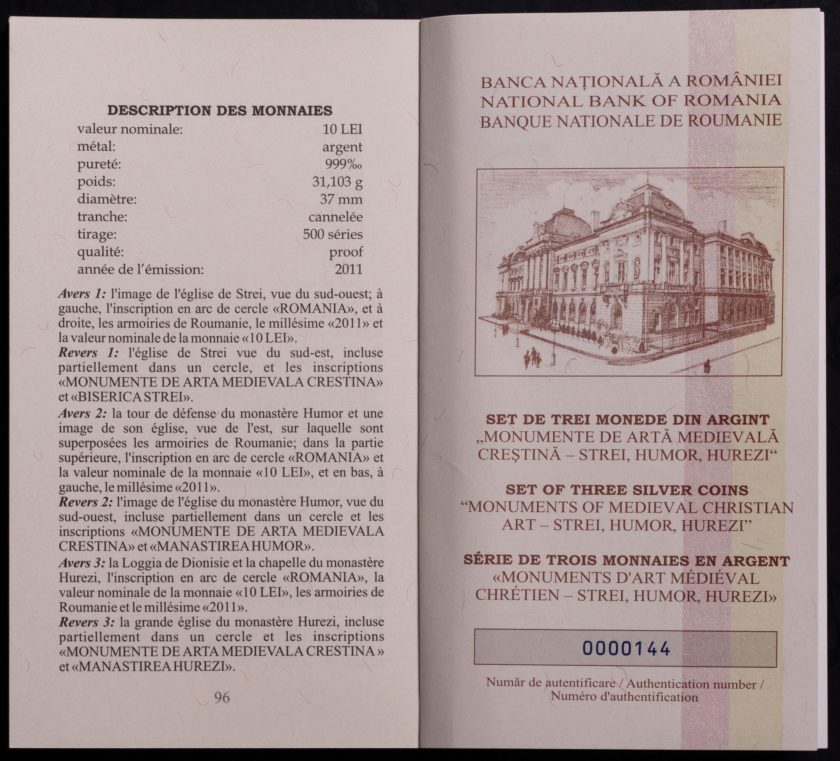 DESCRIPTION DES MONNAIES
valeur nominale: 10 LEI
métal: argent
pureté: 999‰
poids: 31,103 g
diamètre: 37 mm
tranche: cannelée
tirage: 500 séries
qualité: proof
année de l'émission: 2011
Avers 1: l'image de l'église de Strei, vue du sud-ouest; à
gauche, l'inscription en arc de cercle «ROMANIA», et à
droite, les armoiries de Roumanie, le millésime «2011» et
la valeur nominale de la monnaie «10 LEI».
Revers 1: l'église de Strei vue du sud-est, incluse
partiellement dans un cercle, et les inscriptions
«MONUMENTE DE ARTA MEDIEVALA CRESTINA»
et «BISERICA STREI».
Avers 2: la tour de défense du monastère Humor et une
image de son église, vue de l'est, sur laquelle sont
superposées les armoiries de Roumanie; dans la partie
supérieure, l'inscription en arc de cercle «ROMANIA» et
la valeur nominale de la monnaie «10 LEI», et en bas, à
gauche, le millésime «2011».
Revers 2: l'image de l'église du monastère Humor, vue du
sud-ouest, incluse partiellement dans un cercle et les
inscriptions «MONUMENTE DE ARTA MEDIEVALA
CRESTINA» et «MANASTIREA HUMOR».
Avers 3: la Loggia de Dionisie et la chapelle du monastère
Hurezi, l'inscription en arc de cercle «ROMANIA», la
valeur nominale de la monnaie «10 LEI», les armoiries de
Roumanie et le millésime «2011».
Revers 3: la grande église du monastère Hurezi, incluse
partiellement dans un cercle et les inscriptions
«MONUMENTE DE ARTA MEDIEVALA CRESTINA »
et «MANASTIREA HUREZI».
96
BANCA NAȚIONALĂ A ROMÂNIEI
NATIONAL BANK OF ROMANIA
BANQUE NATIONALE DE ROUMANIE
SET DE TREI MONEDE DIN ARGINT
„MONUMENTE DE ARTĂ MEDIEVALĂ
CREȘTINĂ – STREI, HUMOR, HUREZI“
SET OF THREE SILVER COINS
“MONUMENTS OF MEDIEVAL CHRISTIAN
ART – STREI, HUMOR, HUREZI”
SÉRIE DE TROIS MONNAIES EN ARGENT
«MONUMENTS D'ART MÉDIÉVAL
CHRÉTIEN – STREI, HUMOR, HUREZI»
0000144
Număr de autentificare / Authentication number /
Numéro d'authentification